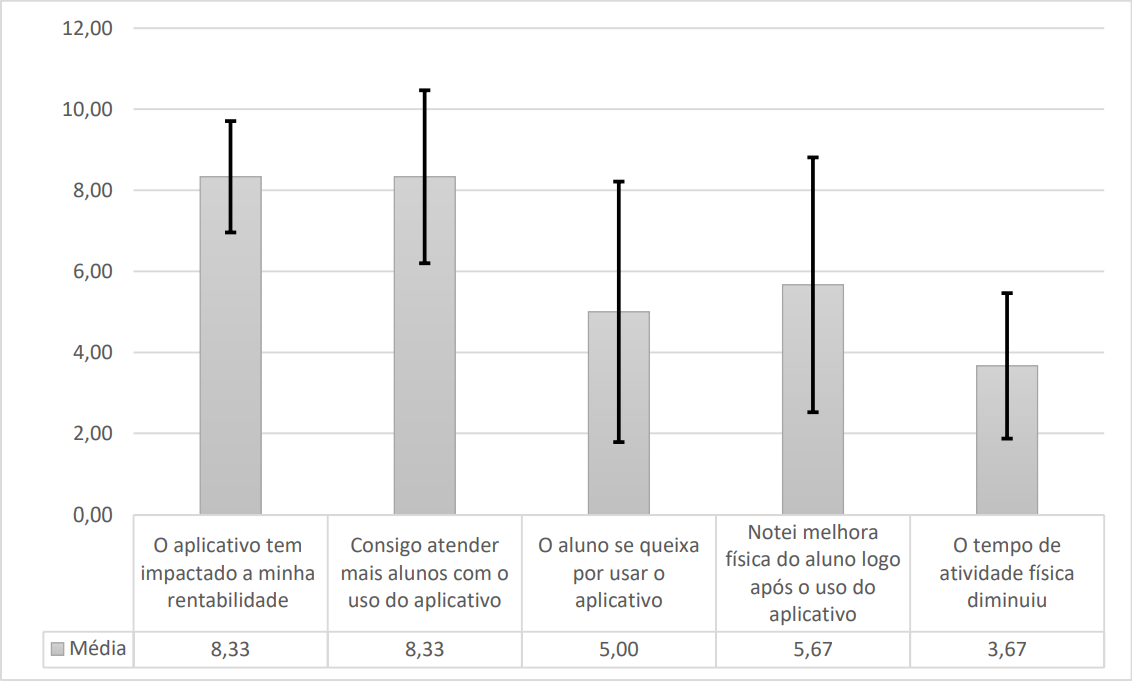 12,00
10,00
8,00
6,00
4,00
2,00
0,00
O aplicativo tem
impactado a minha
rentabilidade
Consigo atender
mais alunos com o
uso do aplicativo
O aluno se queixa
por usar o
aplicativo
Notei melhora
física do aluno logo
após o uso do
aplicativo
O tempo de
atividade física
diminuiu
Média 8,33 8,33 5,00 5,67 3,67